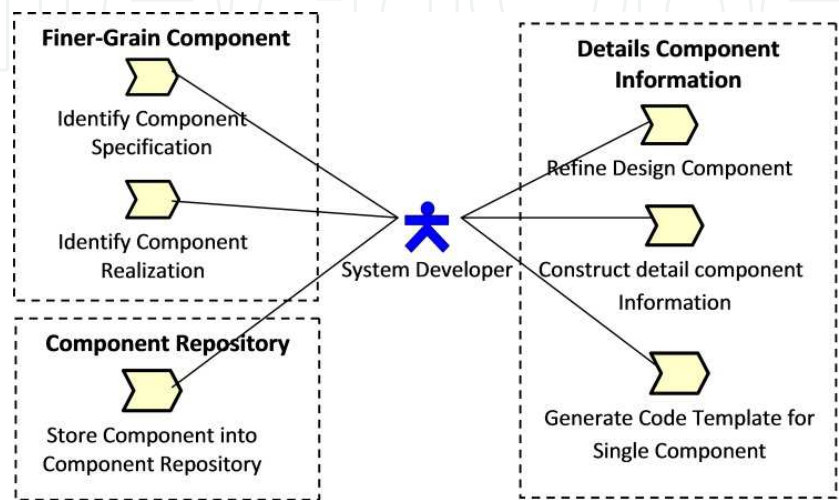 Finer-Grain Component
Identify Component
Specification
Identify Component
Realization
Component Repository
Store Component into
Component Repository
System Developer
Details Component
Information
Refine Design Component
Construct detail component
Information
Generate Code Template for
Single Component